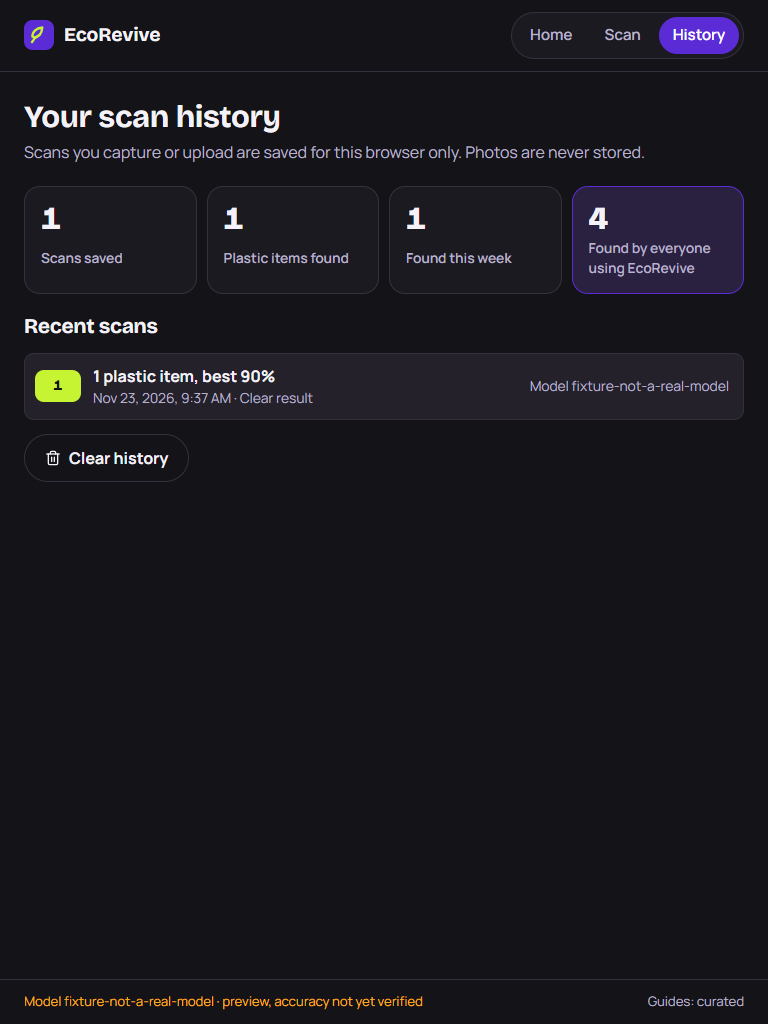 EcoRevive
Home
Scan
History
Your scan history
Scans you capture or upload are saved for this browser only. Photos are never stored.
1
Scans saved
1
Plastic items found
1
Found this week
4
Found by everyone
using EcoRevive
Recent scans
1
1 plastic item, best 90%
Nov 23, 2026, 9:37 AM · Clear result
Model fixture-not-a-real-model
Clear history
Model fixture-not-a-real-model · preview, accuracy not yet verified
Guides: curated